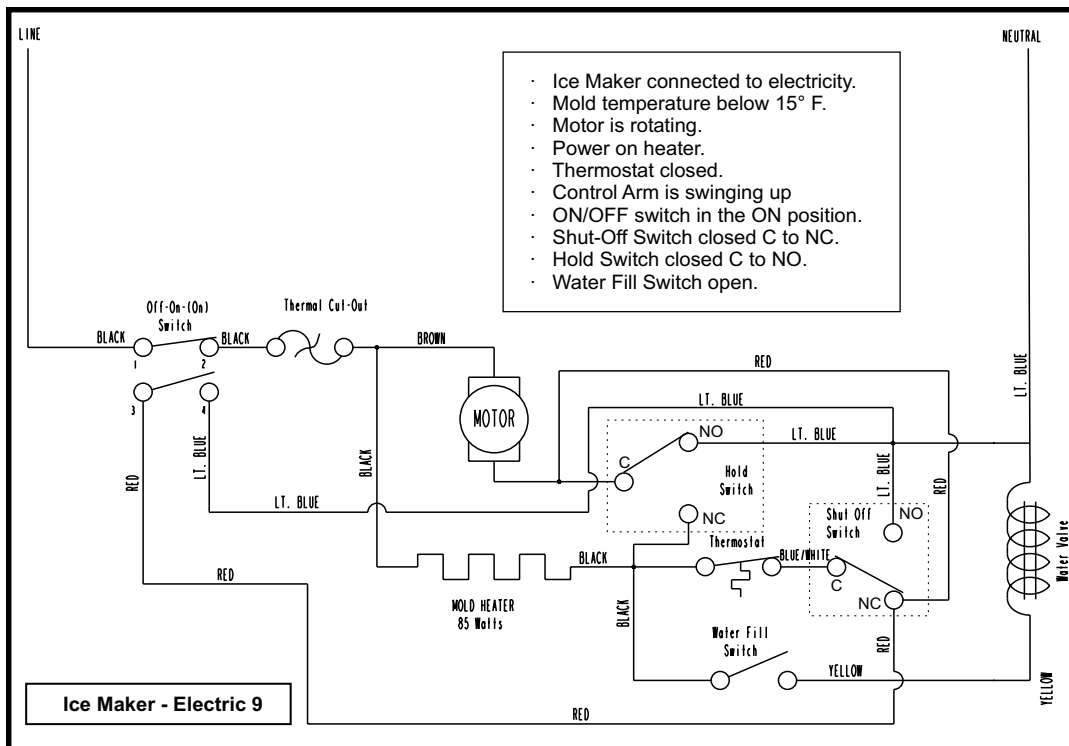 LINE
NEUTRAL
· Ice Maker connected to electricity.
· Mold temperature below 15° F.
· Motor is rotating.
· Power on heater.
· Thermostat closed.
· Control Arm is swinging up
· ON/OFF switch in the ON position.
· Shut-Off Switch closed C to NC.
· Hold Switch closed C to NO.
· Water Fill Switch open.
Off-On-(On)
Switch
Thermal Cut-Out
BLACK
BLACK
BROWN
1
2
3
4
MOTOR
RED
LT. BLUE
LT. BLUE
LT. BLUE
NO
C
Hold
Switch
NC
LT. BLUE
RED
NO
Shut Off
Switch
RED
LT. BLUE
BLACK
LT. BLUE
Thermostat
BLUE/WHITE
C
NC
BLACK
RED
MOLD HEATER
85 Watts
BLACK
Water Fill
Switch
YELLOW
RED
Water Valve
YELLOW
RED
Ice Maker - Electric 9